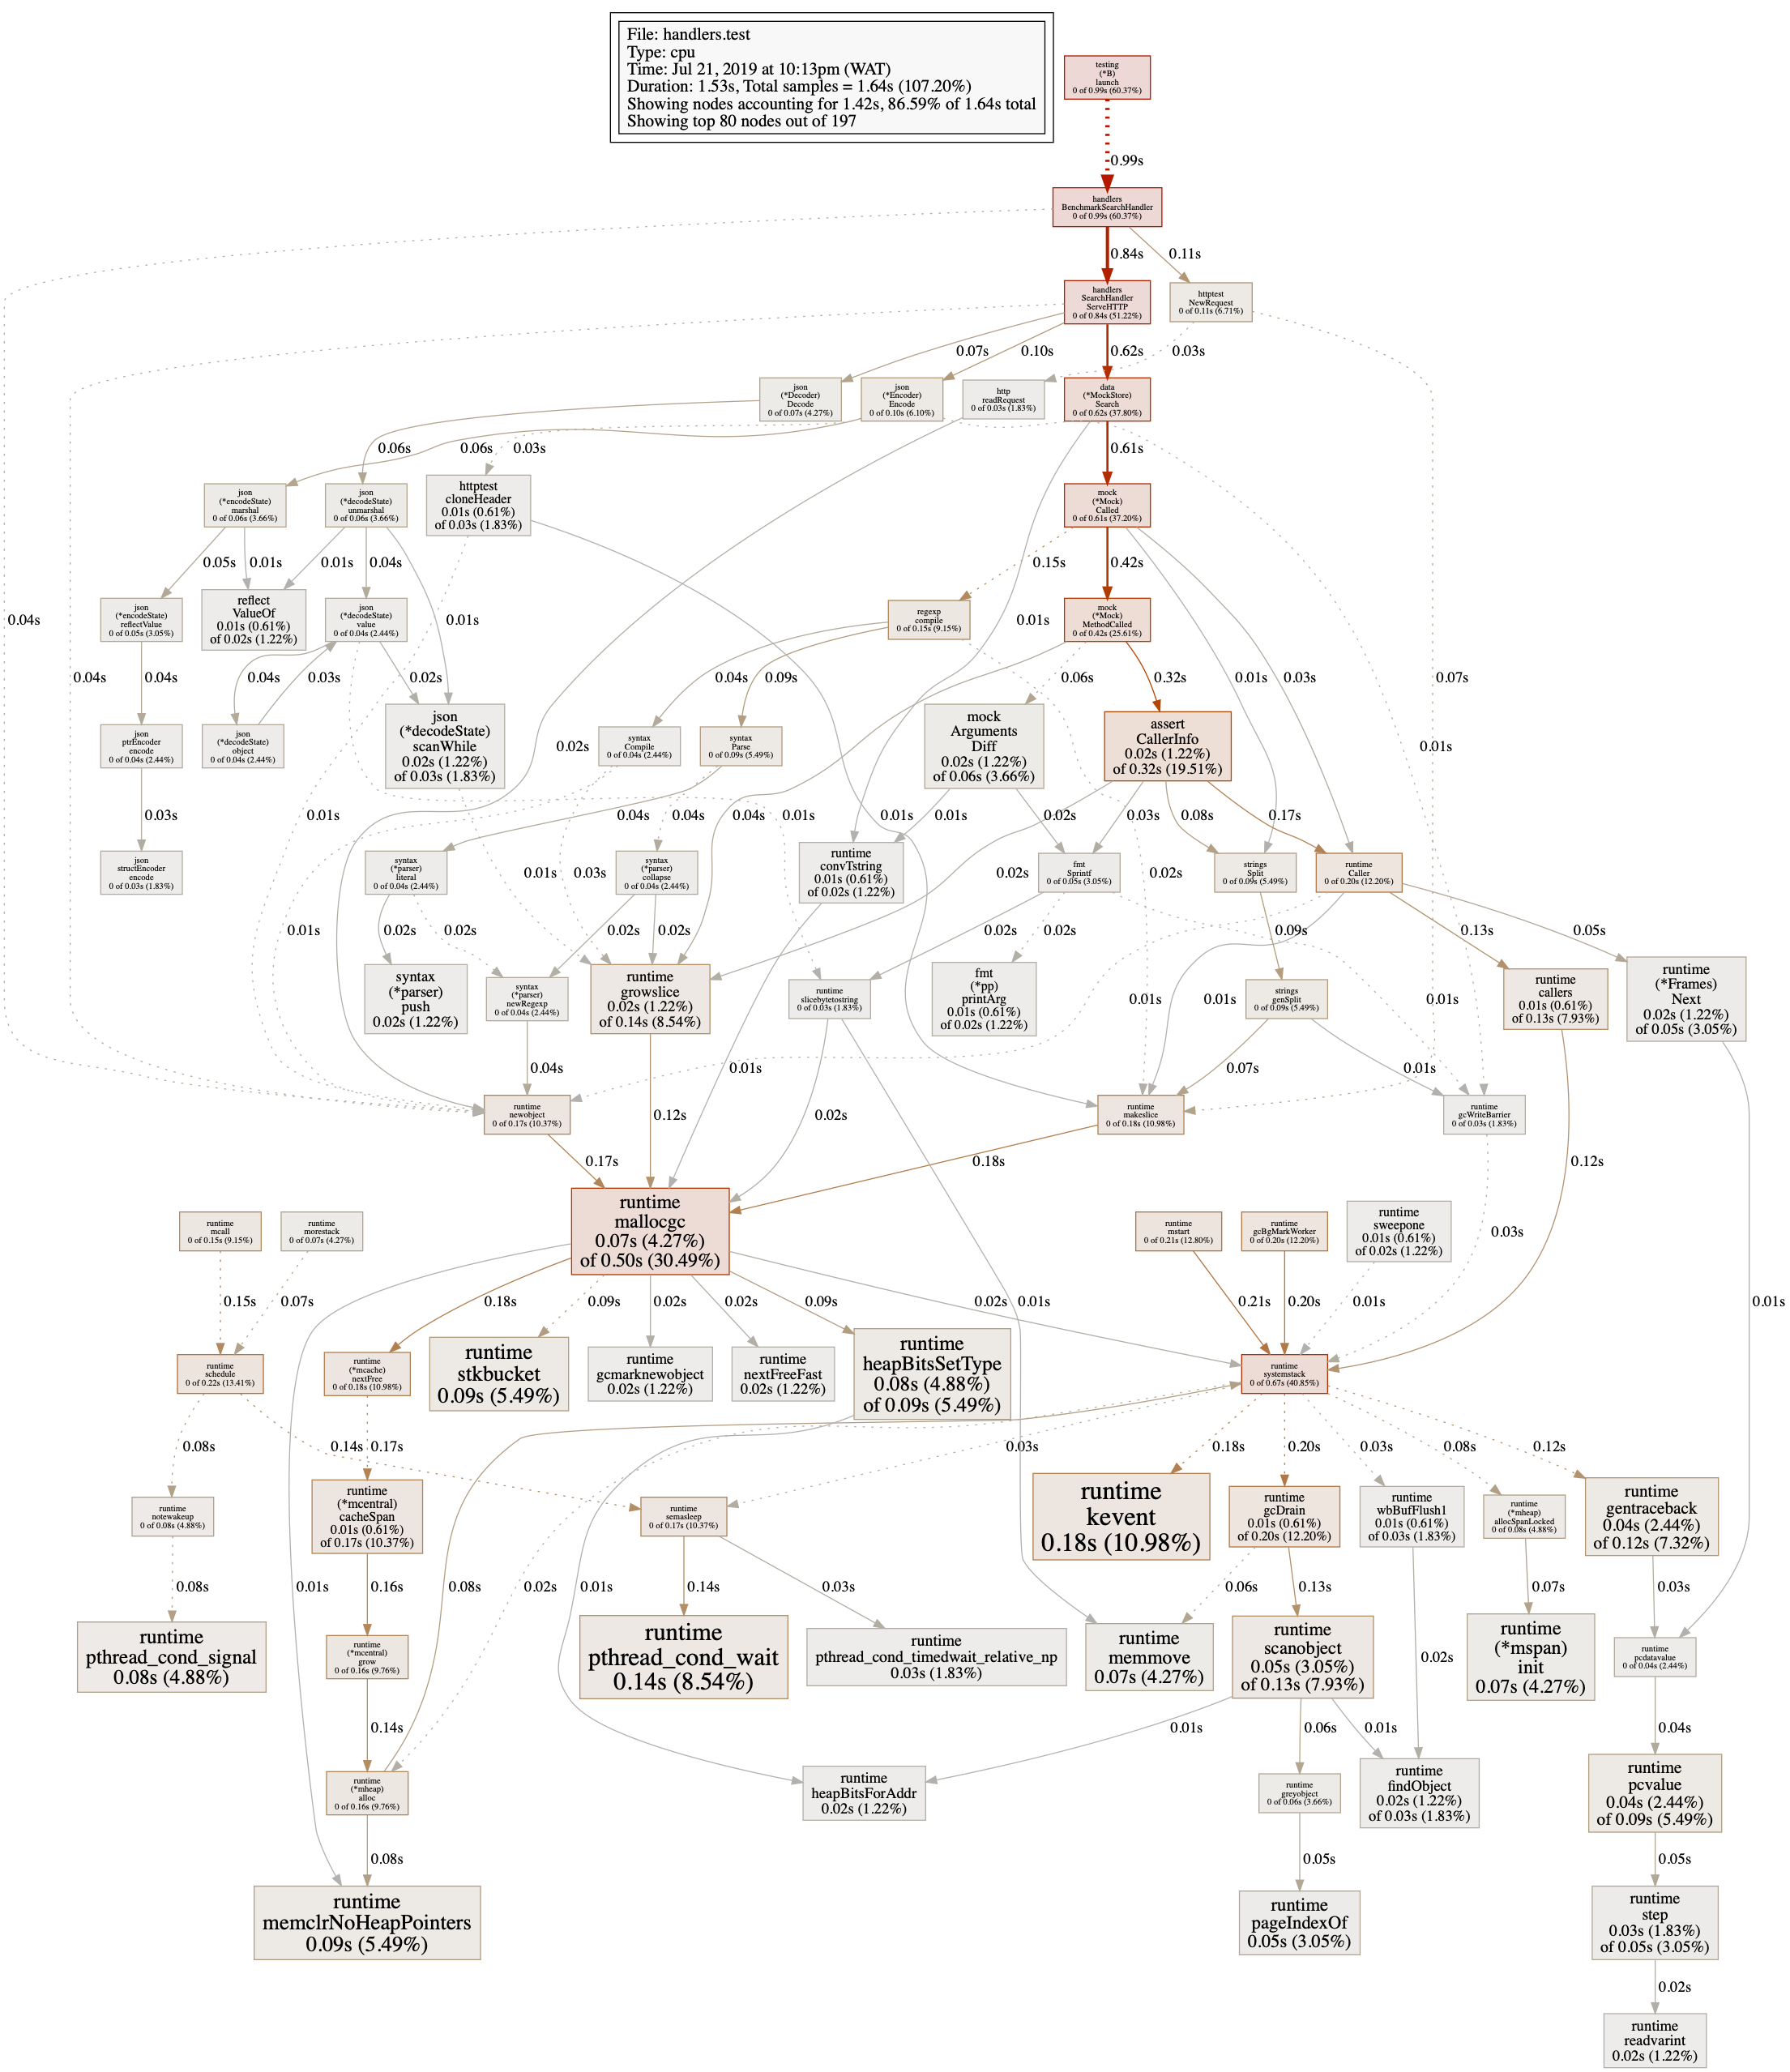 File: handlers.test
Type: cpu
Time: Jul 21, 2019 at 10:13pm (WAT)
Duration: 1.53s, Total samples = 1.64s (107.20%)
Showing nodes accounting for 1.42s, 86.59% of 1.64s total
Showing top 80 nodes out of 197
testing
(*B)
launch
0 of 0.99s (60.37%)
0.99s
handlers
BenchmarkSearchHandler
0 of 0.99s (60.37%)
0.84s
0.11s
handlers
SearchHandler
ServeHTTP
0 of 0.84s (51.22%)
httptest
NewRequest
0 of 0.11s (6.71%)
0.07s
0.10s
0.62s
0.03s
json
(*Decoder)
Decode
0 of 0.07s (4.27%)
json
(*Encoder)
Encode
0 of 0.10s (6.10%)
http
readRequest
0 of 0.03s (1.83%)
data
(*MockStore)
Search
0 of 0.62s (37.80%)
0.06s
0.06s
0.03s
0.61s
json
(*encodeState)
marshal
0 of 0.06s (3.66%)
json
(*decodeState)
unmarshal
0 of 0.06s (3.66%)
httptest
cloneHeader
0.01s (0.61%)
of 0.03s (1.83%)
mock
(*Mock)
Called
0 of 0.61s (37.20%)
0.05s
0.01s
0.01s
0.04s
0.15s
0.42s
json
(*encodeState)
reflectValue
0 of 0.05s (3.05%)
reflect
ValueOf
0.01s (0.61%)
of 0.02s (1.22%)
json
(*decodeState)
value
0 of 0.04s (2.44%)
regexp
compile
0 of 0.15s (9.15%)
mock
(*Mock)
MethodCalled
0 of 0.42s (25.61%)
0.04s
0.01s
0.01s
0.04s
0.04s
0.04s
0.03s
0.02s
0.04s
0.09s
0.06s
0.32s
0.01s
0.03s
0.07s
json
ptrEncoder
encode
0 of 0.04s (2.44%)
json
(*decodeState)
object
0 of 0.04s (2.44%)
json
(*decodeState)
scanWhile
0.02s (1.22%)
of 0.03s (1.83%)
syntax
Compile
0 of 0.04s (2.44%)
syntax
Parse
0 of 0.09s (5.49%)
mock
Arguments
Diff
0.02s (1.22%)
of 0.06s (3.66%)
assert
CallerInfo
0.02s (1.22%)
of 0.32s (19.51%)
0.02s
0.01s
0.03s
0.01s
0.04s
0.04s
0.04s
0.01s
0.01s
0.01s
0.02s
0.03s
0.08s
0.17s
json
structEncoder
encode
0 of 0.03s (1.83%)
syntax
(*parser)
literal
0 of 0.04s (2.44%)
syntax
(*parser)
collapse
0 of 0.04s (2.44%)
runtime
convTstring
0.01s (0.61%)
of 0.02s (1.22%)
fmt
Sprintf
0 of 0.05s (3.05%)
strings
Split
0 of 0.09s (5.49%)
runtime
Caller
0 of 0.20s (12.20%)
0.01s
0.03s
0.02s
0.02s
0.01s
0.02s
0.02s
0.02s
0.02s
0.02s
0.02s
0.09s
0.13s
0.05s
syntax
(*parser)
push
0.02s (1.22%)
syntax
(*parser)
newRegexp
0 of 0.04s (2.44%)
runtime
growslice
0.02s (1.22%)
of 0.14s (8.54%)
runtime
slicebytetostring
0 of 0.03s (1.83%)
fmt
(*pp)
printArg
0.01s (0.61%)
of 0.02s (1.22%)
strings
genSplit
0 of 0.09s (5.49%)
runtime
callers
0.01s (0.61%)
of 0.13s (7.93%)
runtime
(*Frames)
Next
0.02s (1.22%)
of 0.05s (3.05%)
0.01s
0.01s
0.01s
0.04s
0.01s
0.07s
0.01s
runtime
newobject
0 of 0.17s (10.37%)
0.12s
0.02s
runtime
makeslice
0 of 0.18s (10.98%)
runtime
gcWriteBarrier
0 of 0.03s (1.83%)
0.17s
0.18s
0.12s
runtime
mcall
0 of 0.15s (9.15%)
runtime
morestack
0 of 0.07s (4.27%)
runtime
mallocgc
0.07s (4.27%)
of 0.50s (30.49%)
runtime
mstart
0 of 0.21s (12.80%)
runtime
gcBgMarkWorker
0 of 0.20s (12.20%)
runtime
sweepone
0.01s (0.61%)
of 0.02s (1.22%)
0.03s
0.15s
0.07s
0.18s
0.09s
0.02s
0.02s
0.09s
0.02s
0.01s
0.21s
0.20s
0.01s
0.01s
runtime
schedule
0 of 0.22s (13.41%)
runtime
(*mcache)
nextFree
0 of 0.18s (10.98%)
runtime
stkbucket
0.09s (5.49%)
runtime
gcmarknewobject
0.02s (1.22%)
runtime
nextFreeFast
0.02s (1.22%)
runtime
heapBitsSetType
0.08s (4.88%)
of 0.09s (5.49%)
runtime
systemstack
0 of 0.67s (40.85%)
0.08s
0.14s
0.17s
0.03s
0.18s
0.20s
0.03s
0.08s
0.12s
runtime
notewakeup
0 of 0.08s (4.88%)
runtime
(*mcentral)
cacheSpan
0.01s (0.61%)
of 0.17s (10.37%)
runtime
semasleep
0 of 0.17s (10.37%)
runtime
kevent
0.18s (10.98%)
runtime
gcDrain
0.01s (0.61%)
of 0.20s (12.20%)
runtime
wbBufFlush1
0.01s (0.61%)
of 0.03s (1.83%)
runtime
(*mheap)
allocSpanLocked
0 of 0.08s (4.88%)
runtime
gentraceback
0.04s (2.44%)
of 0.12s (7.32%)
0.08s
0.01s
0.16s
0.08s
0.02s
0.01s
0.14s
0.03s
0.06s
0.13s
0.07s
0.03s
runtime
pthread_cond_signal
0.08s (4.88%)
runtime
(*mcentral)
grow
0 of 0.16s (9.76%)
runtime
pthread_cond_wait
0.14s (8.54%)
runtime
pthread_cond_timedwait_relative_np
0.03s (1.83%)
runtime
memmove
0.07s (4.27%)
runtime
scanobject
0.05s (3.05%)
of 0.13s (7.93%)
0.02s
runtime
(*mspan)
init
0.07s (4.27%)
runtime
pcdatavalue
0 of 0.04s (2.44%)
0.14s
0.01s
0.06s
0.01s
0.04s
runtime
(*mheap)
alloc
0 of 0.16s (9.76%)
runtime
heapBitsForAddr
0.02s (1.22%)
runtime
greyobject
0 of 0.06s (3.66%)
runtime
findObject
0.02s (1.22%)
of 0.03s (1.83%)
runtime
pcvalue
0.04s (2.44%)
of 0.09s (5.49%)
0.08s
0.05s
0.05s
runtime
memclrNoHeapPointers
0.09s (5.49%)
runtime
pageIndexOf
0.05s (3.05%)
runtime
step
0.03s (1.83%)
of 0.05s (3.05%)
0.02s
runtime
readvarint
0.02s (1.22%)